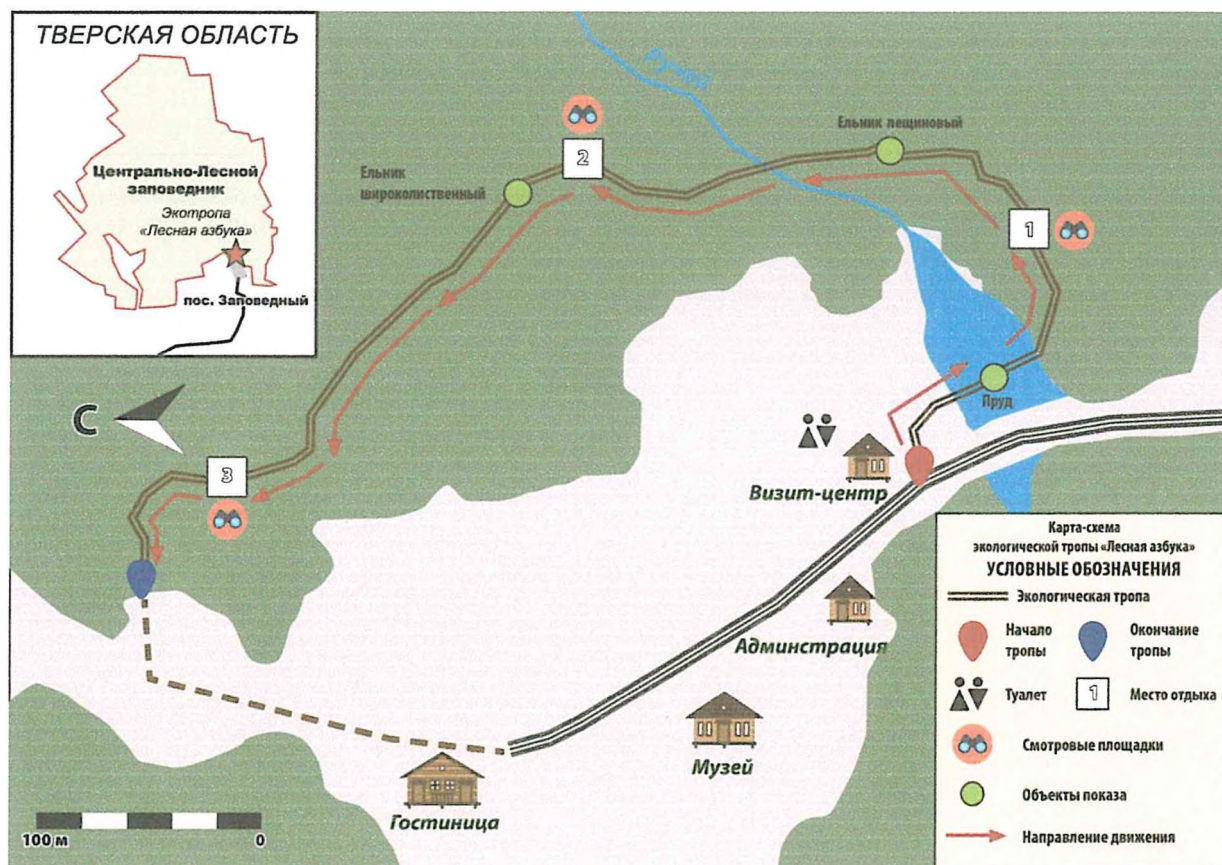 ТВЕРСКАЯ ОБЛАСТЬ
Центрально-Лесной
заповедник
Экотропа
«Лесная азбука»
пос. Заповедный
Ручей
Ельник лещиновый
2
Ельник
широколиственный
1
С
Пруд
3
Визит-центр
Админстрация
Музей
Гостиница
100 м
0
Карта-схема
экологической тропы «Лесная азбука»
УСЛОВНЫЕ ОБОЗНАЧЕНИЯ
Экологическая тропа
Начало
тропы
Окончание
тропы
Туалет
1
Место отдыха
Смотровые площадки
Объекты показа
Направление движения